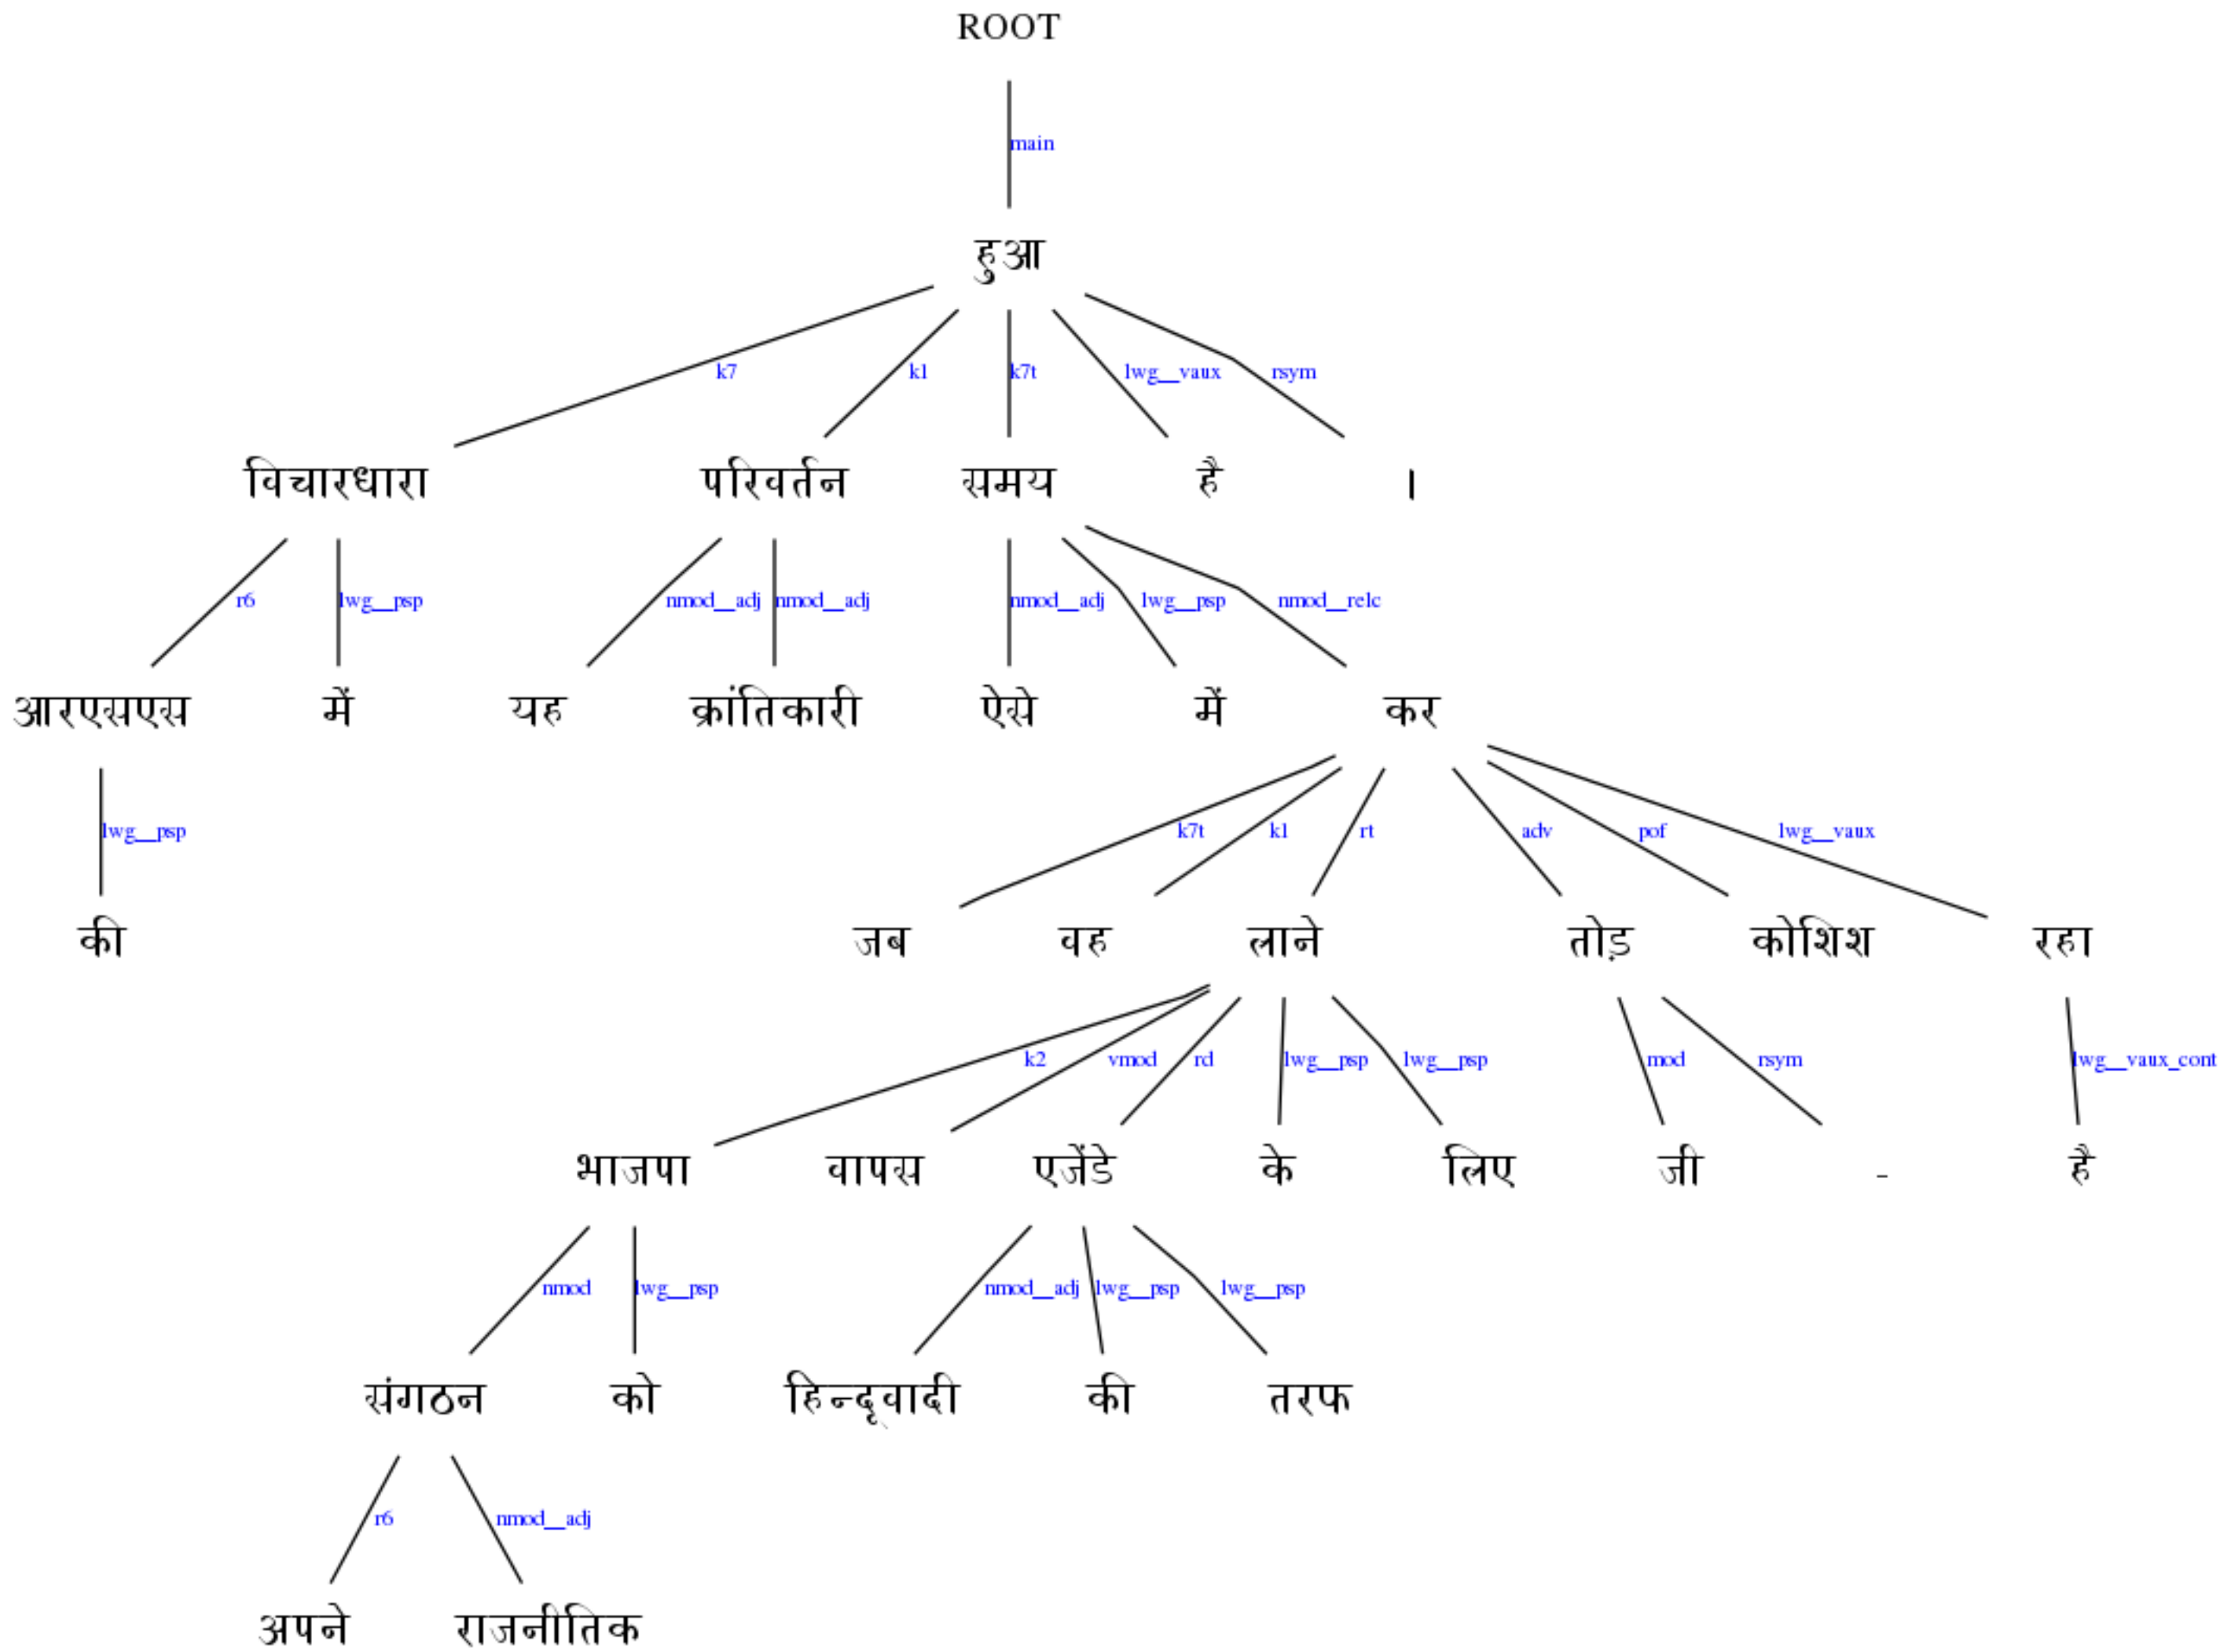 ROOT
main
हुआ
k7 k1 k7t lwg__vaux rsym
विचारधारा परिवर्तन समय है ।
r6 lwg__psp nmod__adj nmod__adj nmod__adj lwg__psp nmod__relc
आरएसएस में यह क्रांतिकारी ऐसे में कर
lwg__psp k7t k1 rt adv pof lwg__vaux
की जब वह लाने तोड़ कोशिश रहा
k2 vmod rd lwg__psp lwg__psp mod rsym lwg__vaux_cont
भाजपा वापस एजेंडे के लिए जी - है
nmod lwg__psp nmod__adj lwg__psp lwg__psp
संगठन को हिन्दूवादी की तरफ
r6 nmod__adj
अपने राजनीतिक